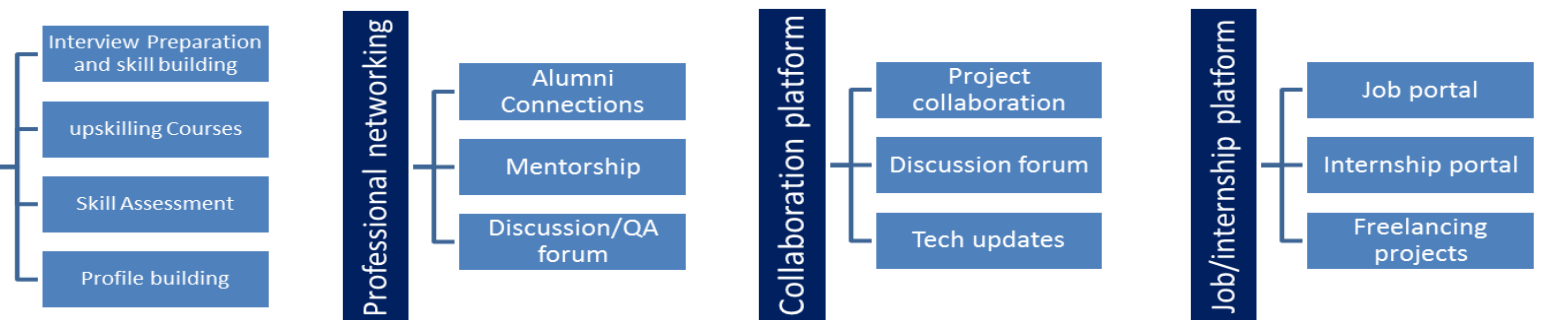 Interview Preparation
and skill building
upskilling Courses
Skill Assessment
Profile building
Professional networking
Alumni
Connections
Mentorship
Discussion/QA
forum
Collaboration platform
Project
collaboration
Discussion forum
Tech updates
Job/internship platform
Job portal
Internship portal
Freelancing
projects